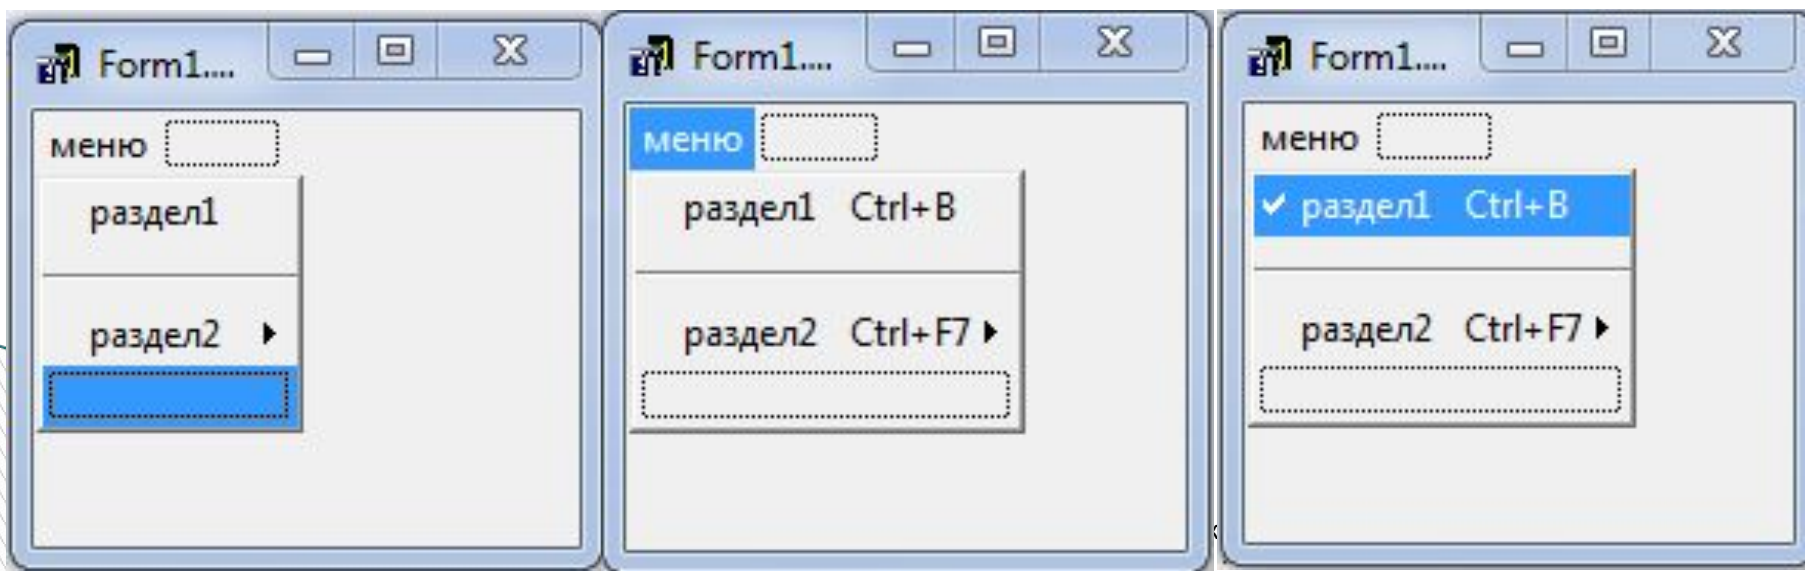 Form1....
меню
раздел1
раздел2
Form1....
меню
раздел1 Ctrl+B
раздел2 Ctrl+F7
Form1....
меню
раздел1 Ctrl+B
раздел2 Ctrl+F7